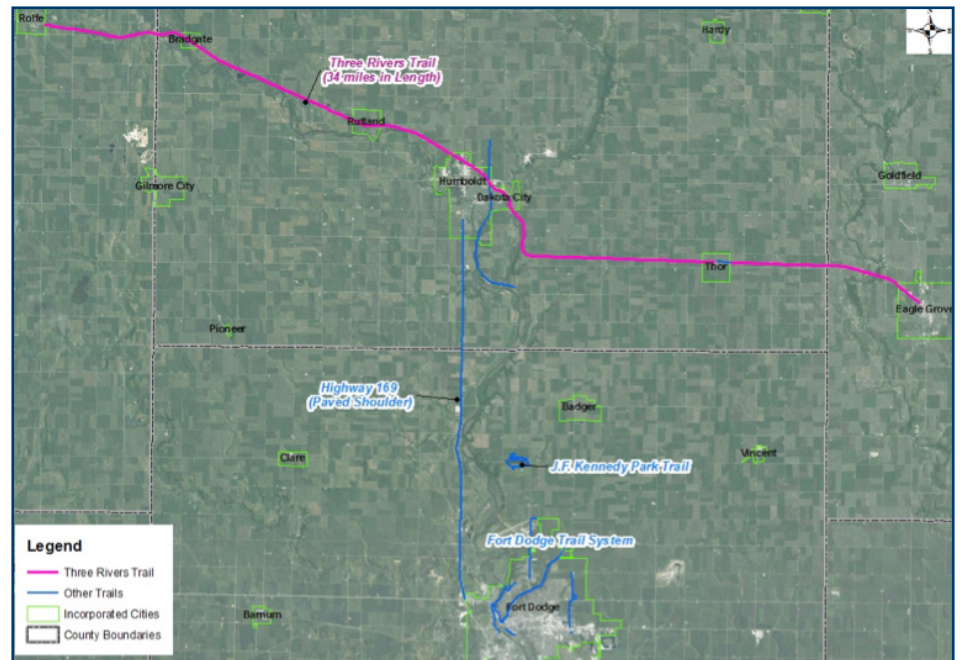 Rolfe
Bradgate
Hardy
Three Rivers Trail
(34 miles in Length)
Rutland
Gilmore City
Humboldt
Dakota City
Goldfield
Thor
Eagle Grove
Pioneer
Highway 169
(Paved Shoulder)
Badger
Clare
J.F. Kennedy Park Trail
Vincent
Fort Dodge Trail System
Fort Dodge
Barnum
Legend
Three Rivers Trail
Other Trails
Incorporated Cities
County Boundaries